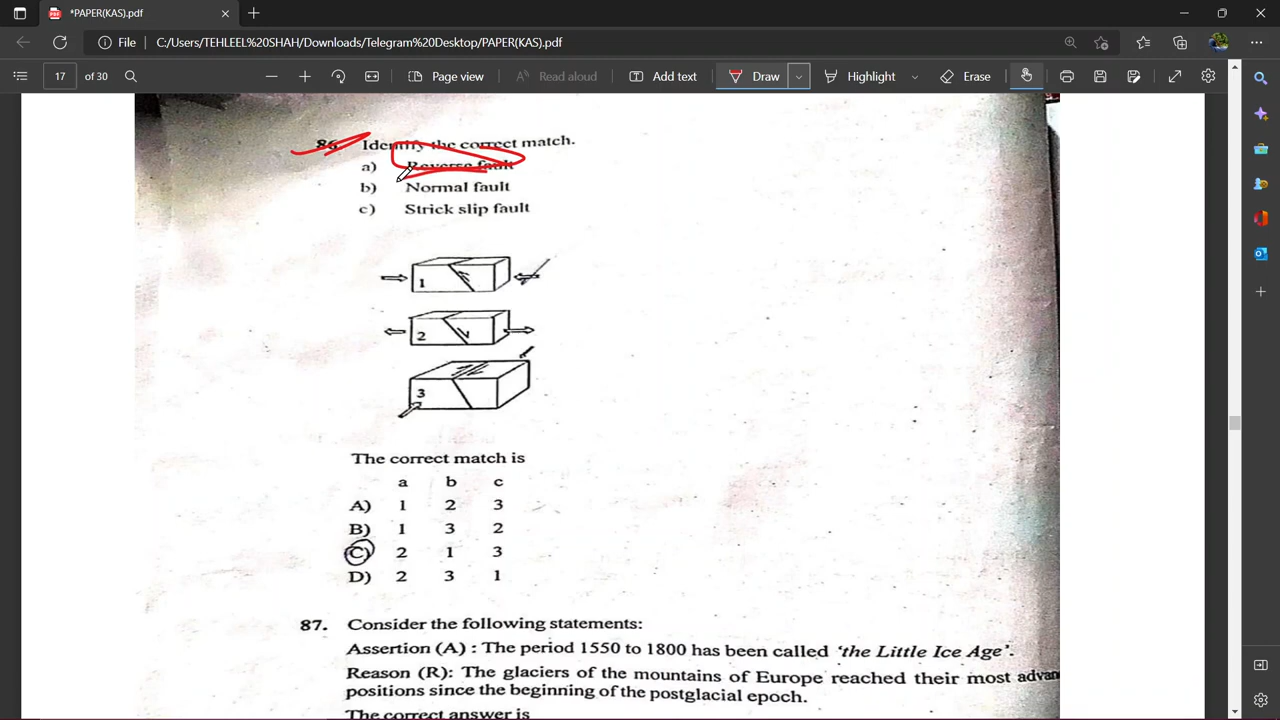 *PAPER(KAS).pdf
File C:/Users/TEHLEEL%20SHAH/Downloads/Telegram%20Desktop/PAPER(KAS).pdf
17 of 30 Page view Read aloud Add text Draw Highlight Erase
86 Identify the correct match.
a) Reverse fault
b) Normal fault
c) Strick slip fault
1
2
3
The correct match is
a b c
A) 1 2 3
B) 1 3 2
C) 2 1 3
D) 2 3 1
87. Consider the following statements:
Assertion (A) : The period 1550 to 1800 has been called 'the Little Ice Age'.
Reason (R): The glaciers of the mountains of Europe reached their most advan
positions since the beginning of the postglacial epoch.
The correct answer is